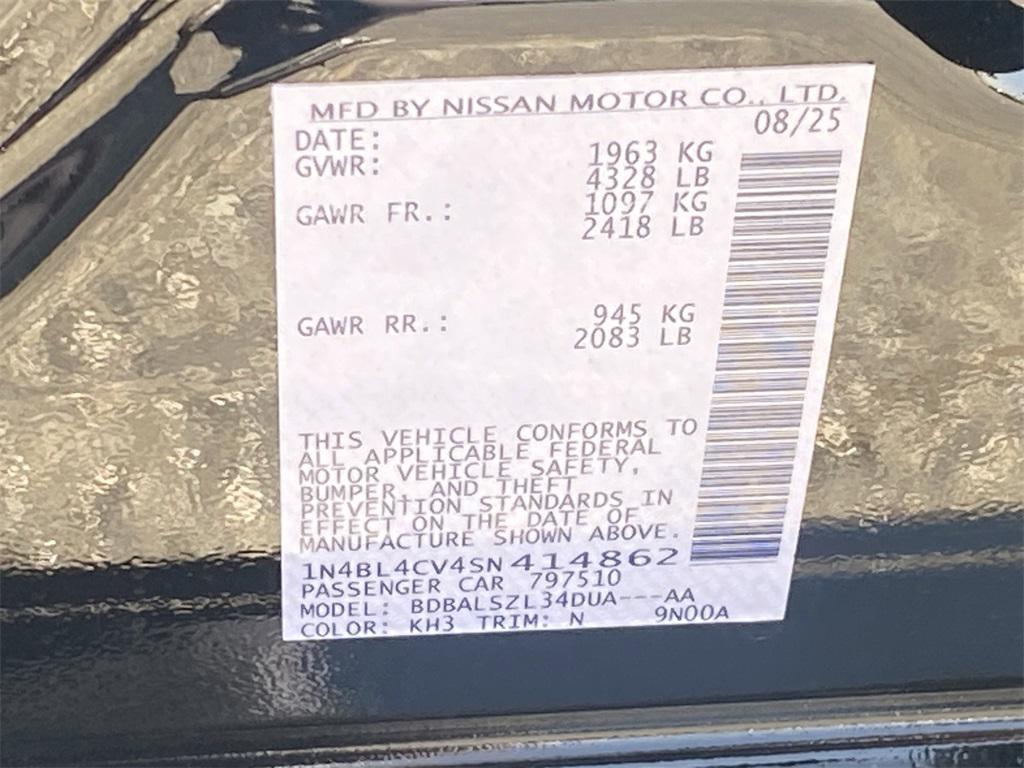 MFD BY NISSAN MOTOR CO., LTD.
DATE: 08/25
GVWR: 1963 KG
4328 LB
GAWR FR.: 1097 KG
2418 LB
GAWR RR.: 945 KG
2083 LB
THIS VEHICLE CONFORMS TO
ALL APPLICABLE FEDERAL
MOTOR VEHICLE SAFETY,
BUMPER, AND THEFT
PREVENTION STANDARDS IN
EFFECT ON THE DATE OF
MANUFACTURE SHOWN ABOVE.
1N4BL4CV4SN414862
PASSENGER CAR 797510
MODEL: BDBALSZL34DUA---AA
COLOR: KH3 TRIM: N 9N00A